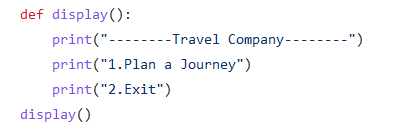 def display():
    print("--------Travel Company--------")
    print("1.Plan a Journey")
    print("2.Exit")
display()